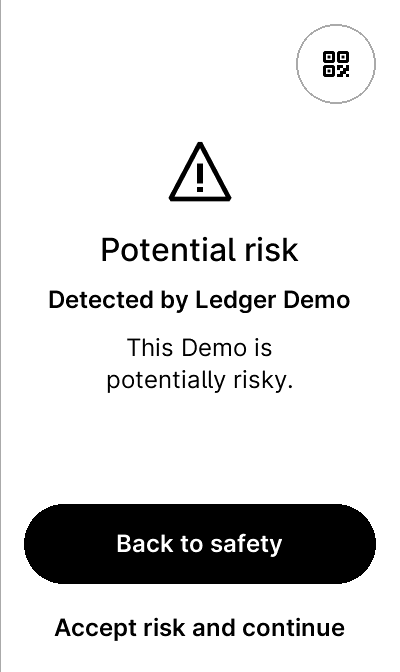 Potential risk
Detected by Ledger Demo
This Demo is
potentially risky.
Back to safety
Accept risk and continue